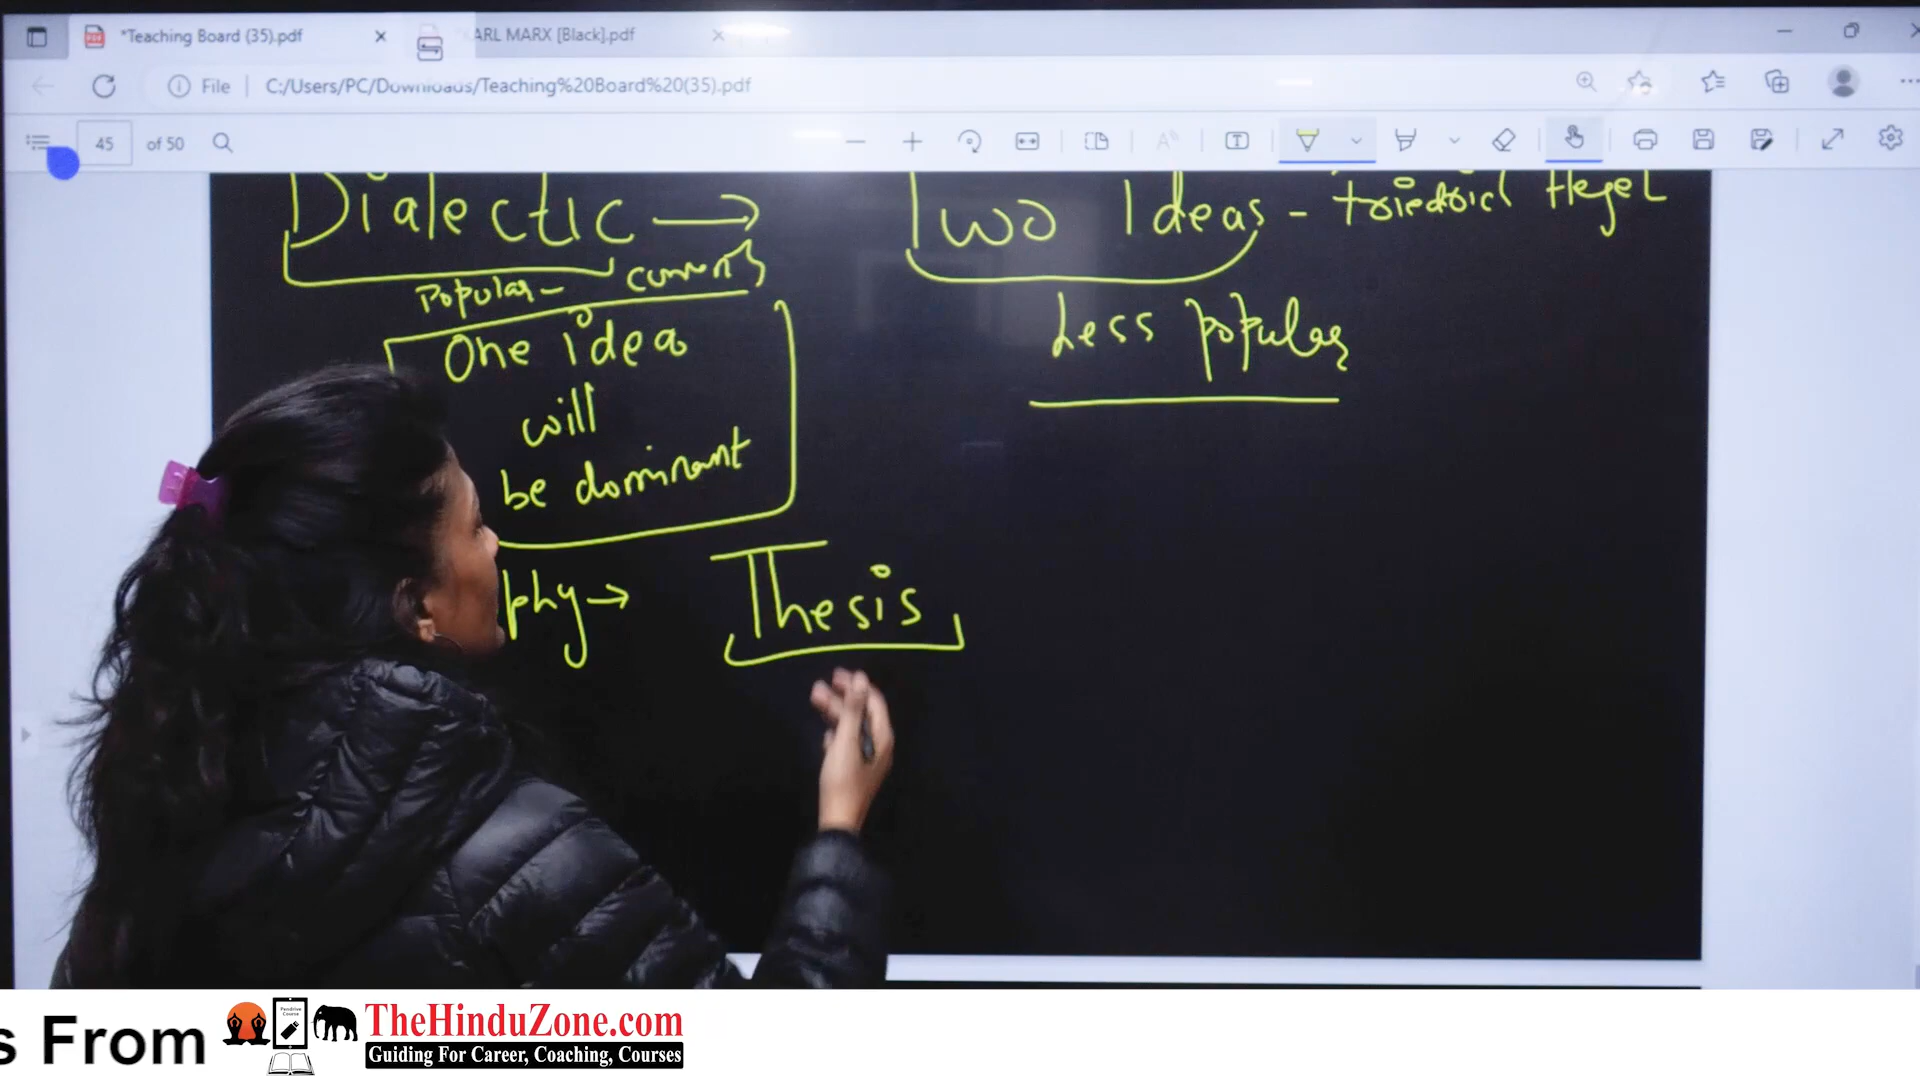 *Teaching Board (35).pdf
ARL MARX [Black].pdf
File
C:/Users/PC/Downloads/Teaching%20Board%20(35).pdf
45 of 50
Dialectic → Two Ideas - Friedrich Hegel
Popular -
Less popular
One idea
will
be dominant
phy → Thesis
s From
Pendrive
Course
TheHinduZone.com
Guiding For Career, Coaching, Courses